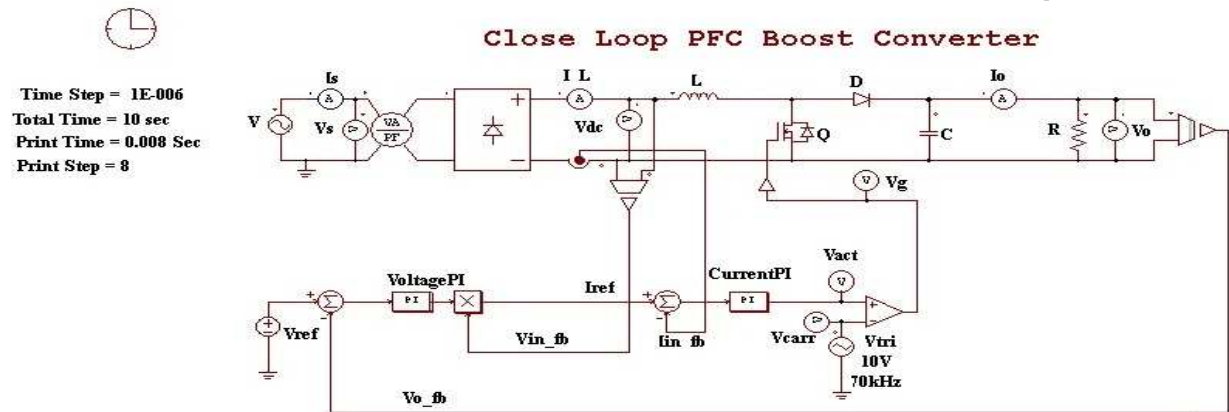 Close Loop PFC Boost Converter
Time Step = 1E-006
Total Time = 10 sec
Print Time = 0.008 Sec
Print Step = 8
Is
I L
L
D
Io
A
A
A
V
Vs
V
VA
PF
+
−
Vdc
V
Q
C
R
V
Vo
V
Vg
VoltagePI
PI
X
Iref
CurrentPI
PI
Vact
V
+
−
Σ
+
−
Σ
+
−
Vref
Vin_fb
Iin_fb
Vcarr
V
Vtri
10V
70kHz
Vo_fb